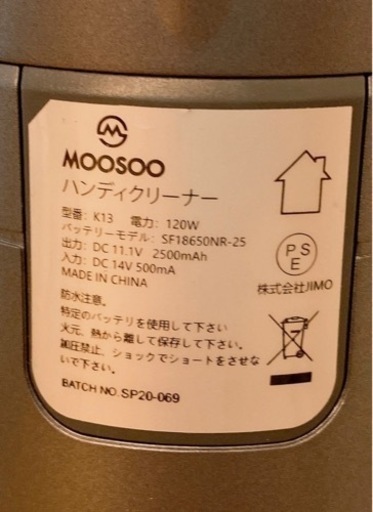 MOOSOO
ハンディクリーナー
型番: K13 電力: 120W
バッテリーモデル: SF18650NR-25
出力: DC 11.1V 2500mAh
入力: DC 14V 500mA
MADE IN CHINA
PSE
株式会社JIMO
防水注意。
特定のバッテリを使用して下さい
火元、熱から離して保存して下さい。
加圧禁止、ショックでショートをさせな
いで下さい。
BATCH NO.SP20-069